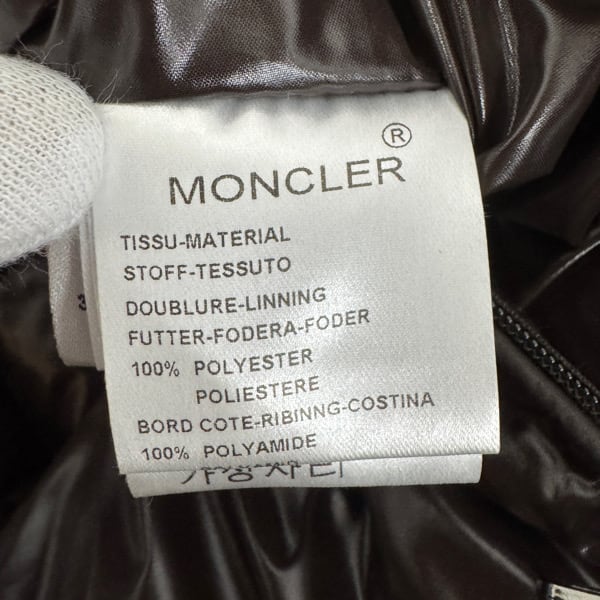 MONCLER®
TISSU-MATERIAL
STOFF-TESSUTO
DOUBLURE-LINNING
FUTTER-FODERA-FODER
100% POLYESTER
POLIESTERE
BORD COTE-RIBINNG-COSTINA
100% POLYAMIDE